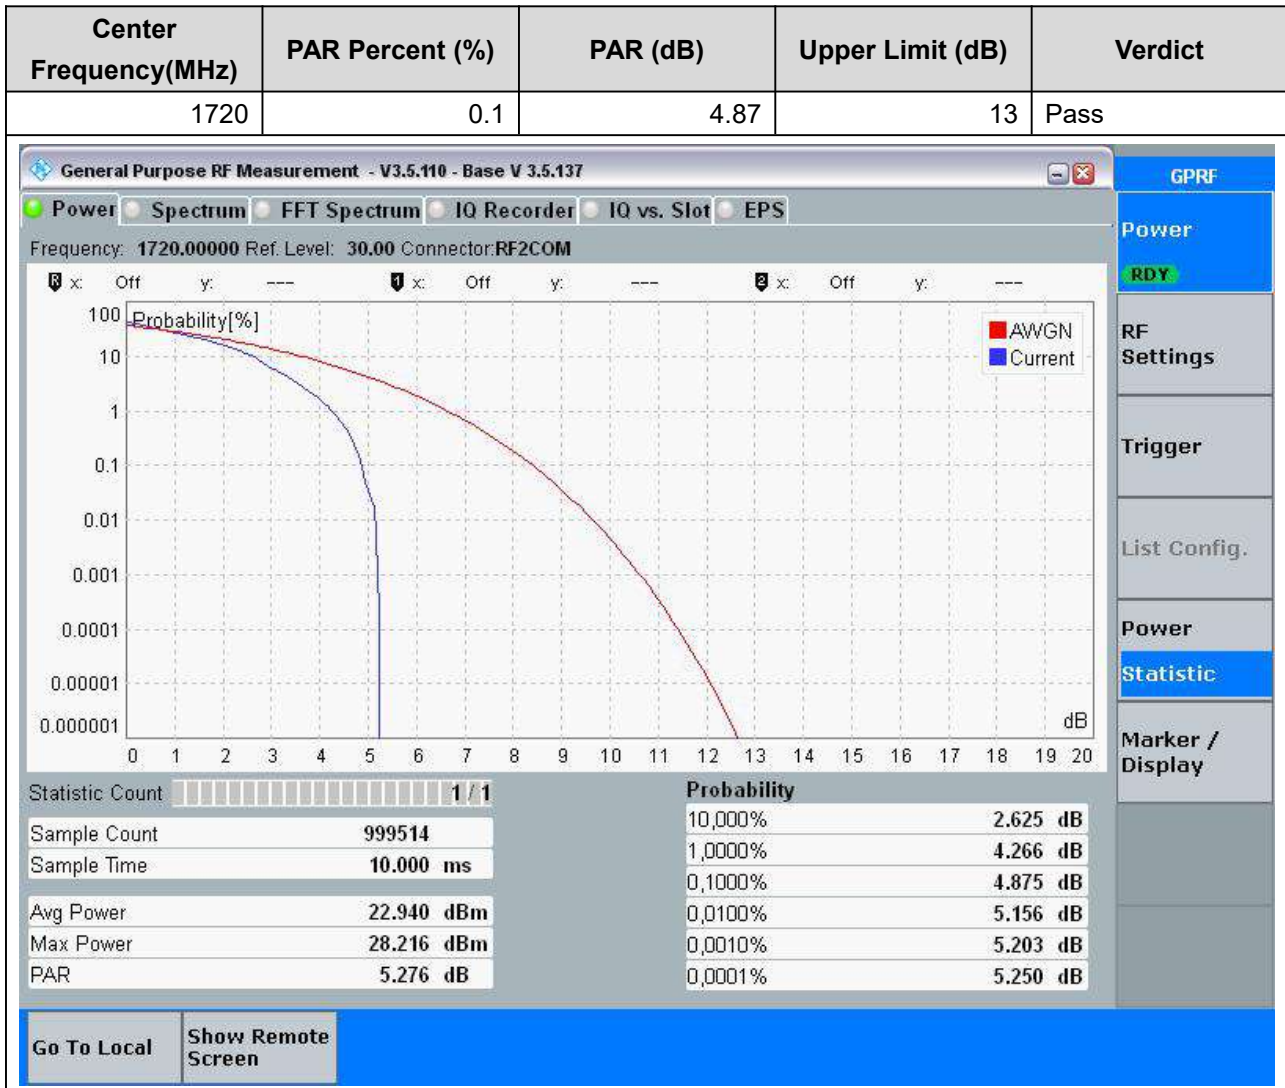 Center Frequency(MHz) PAR Percent (%) PAR (dB) Upper Limit (dB) Verdict
1720 0.1 4.87 13 Pass
General Purpose RF Measurement - V3.5.110 - Base V 3.5.137
GPRF
Power Spectrum FFT Spectrum IQ Recorder IQ vs. Slot EPS
Frequency: 1720.00000 Ref. Level: 30.00 Connector:RF2COM
R x: Off y: --- 1 x: Off y: --- 2 x: Off y: ---
100 Probability[%]
10
1
0.1
0.01
0.001
0.0001
0.00001
0.000001
AWGN
Current
dB
0 1 2 3 4 5 6 7 8 9 10 11 12 13 14 15 16 17 18 19 20
Statistic Count 1 / 1
Sample Count 999514
Sample Time 10.000 ms
Avg Power 22.940 dBm
Max Power 28.216 dBm
PAR 5.276 dB
Probability
10,000% 2.625 dB
1,0000% 4.266 dB
0,1000% 4.875 dB
0,0100% 5.156 dB
0,0010% 5.203 dB
0,0001% 5.250 dB
Power
RDY
RF
Settings
Trigger
List Config.
Power
Statistic
Marker /
Display
Go To Local
Show Remote
Screen